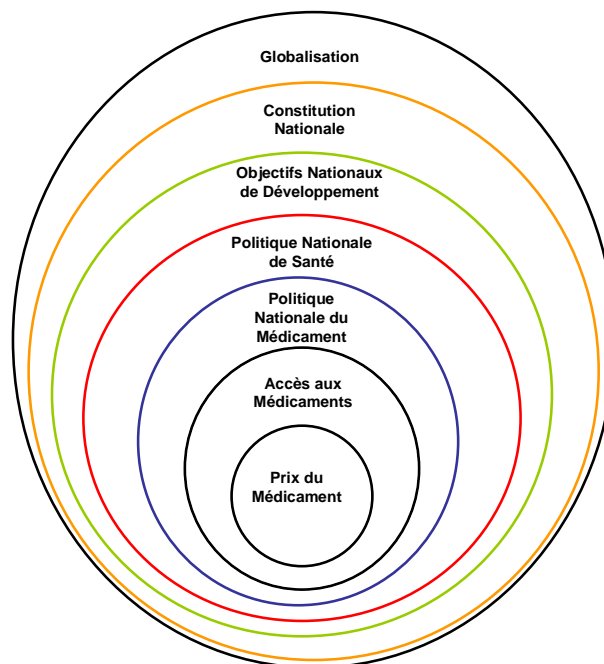 Globalisation
Constitution
Nationale
Objectifs Nationaux
de Développement
Politique Nationale
de Santé
Politique
Nationale du
Médicament
Accès aux
Médicaments
Prix du
Médicament